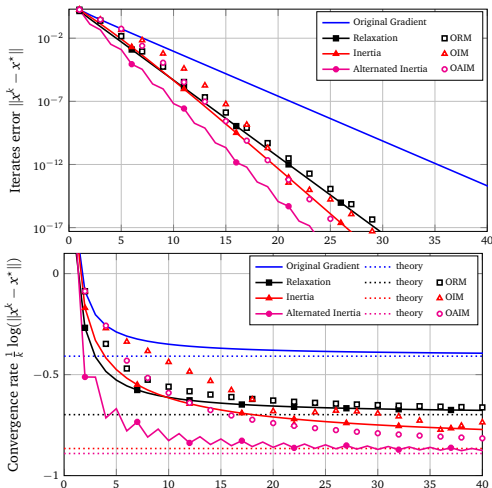 10^{-2}
10^{-7}
10^{-12}
10^{-17}
Iterates error ||x^k − x*||
0 5 10 15 20 25 30 35 40
Original Gradient
Relaxation ORM
Inertia OIM
Alternated Inertia OAIM
0
−0.5
−1
Convergence rate 1/k log(||x^k − x*||)
0 5 10 15 20 25 30 35 40
Original Gradient theory
Relaxation theory ORM
Inertia theory OIM
Alternated Inertia theory OAIM